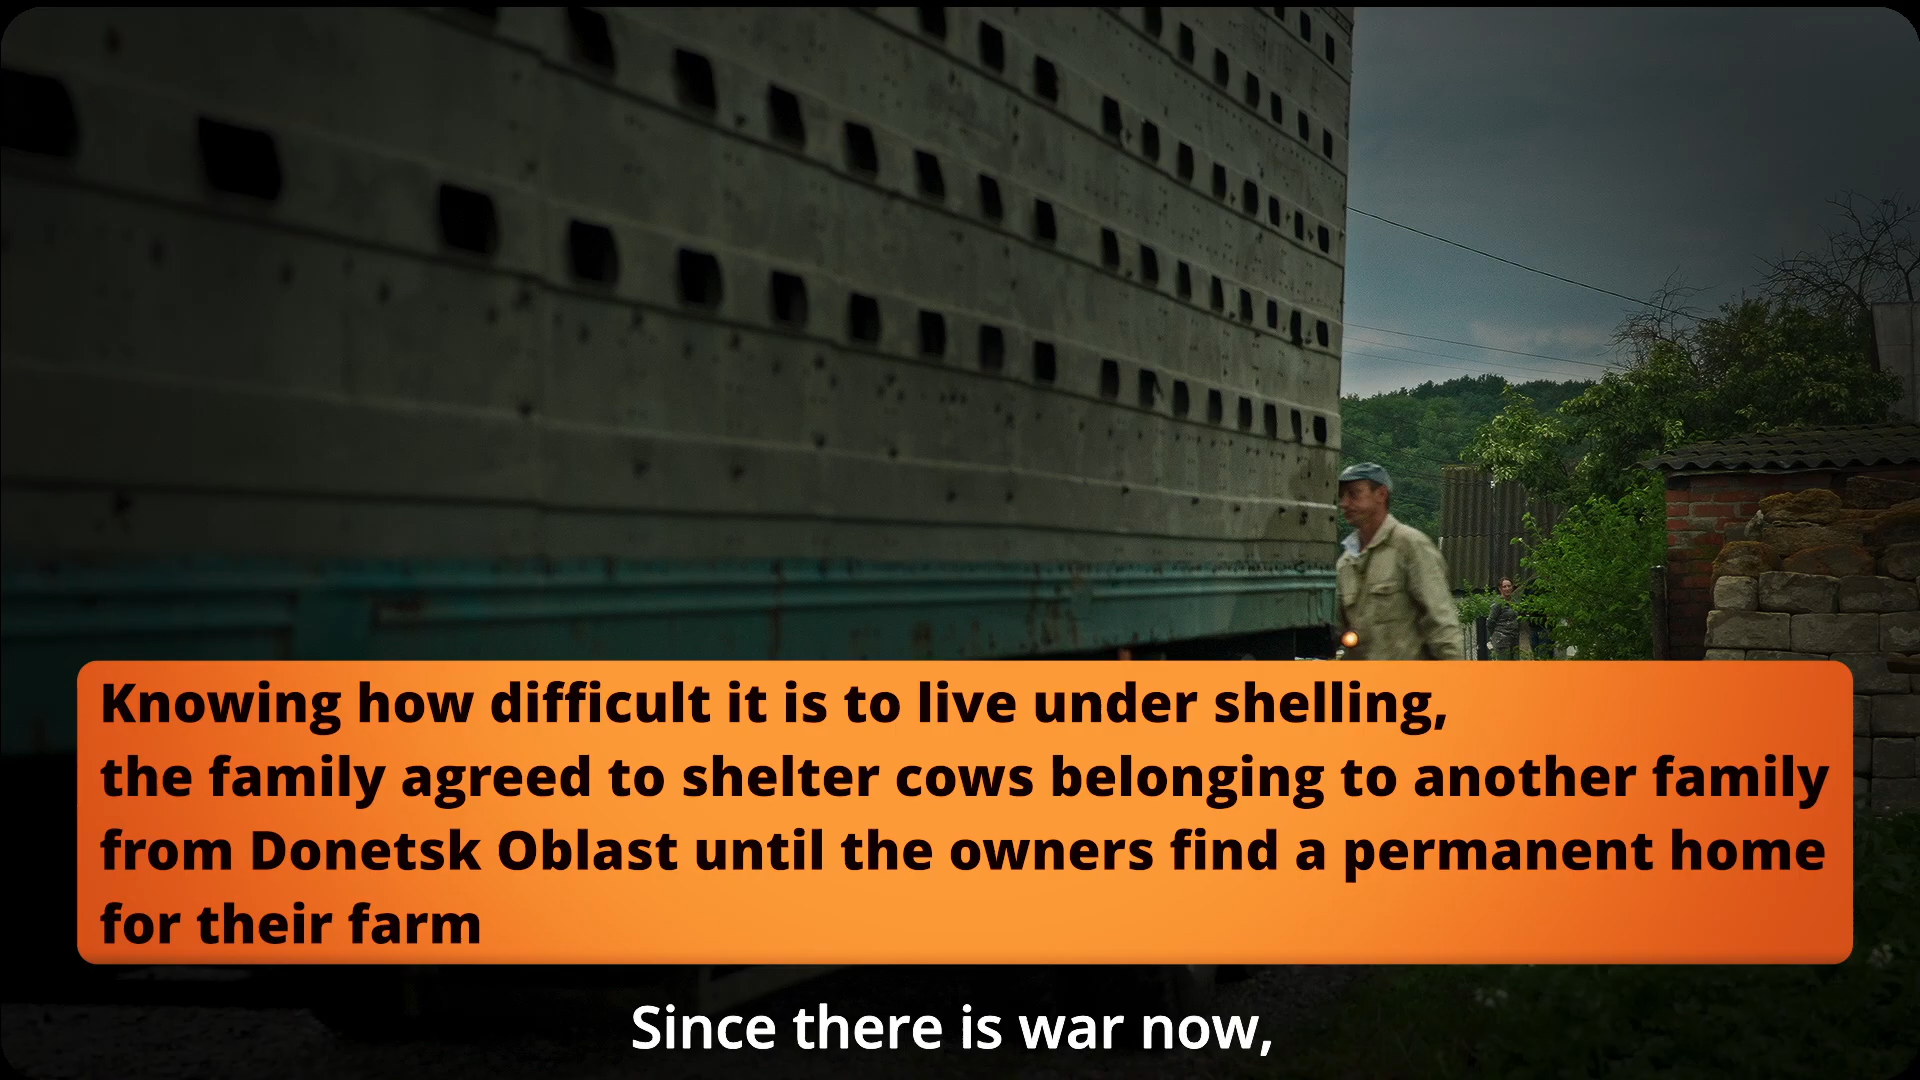 Knowing how difficult it is to live under shelling,
the family agreed to shelter cows belonging to another family
from Donetsk Oblast until the owners find a permanent home
for their farm
Since there is war now,